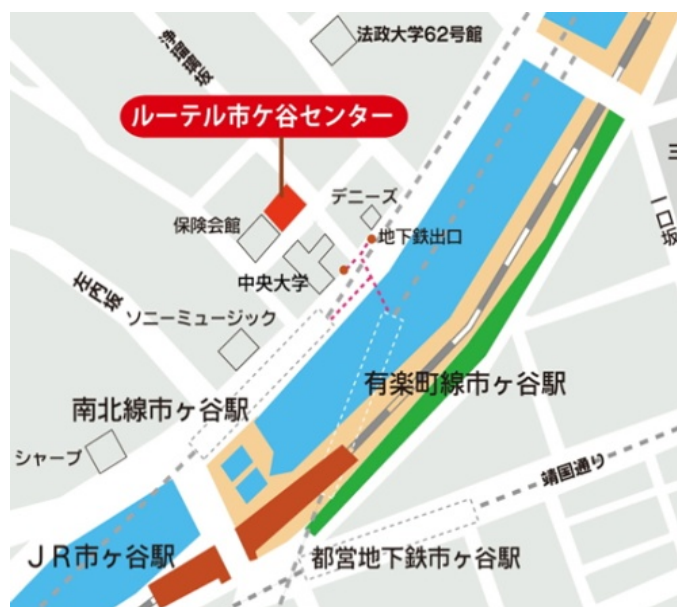 法政大学62号館
浄瑠璃坂
ルーテル市ケ谷センター
デニーズ
保険会館
地下鉄出口
中央大学
一口坂
左内坂
ソニーミュージック
有楽町線市ヶ谷駅
南北線市ヶ谷駅
シャープ
靖国通り
JR市ヶ谷駅
都営地下鉄市ヶ谷駅